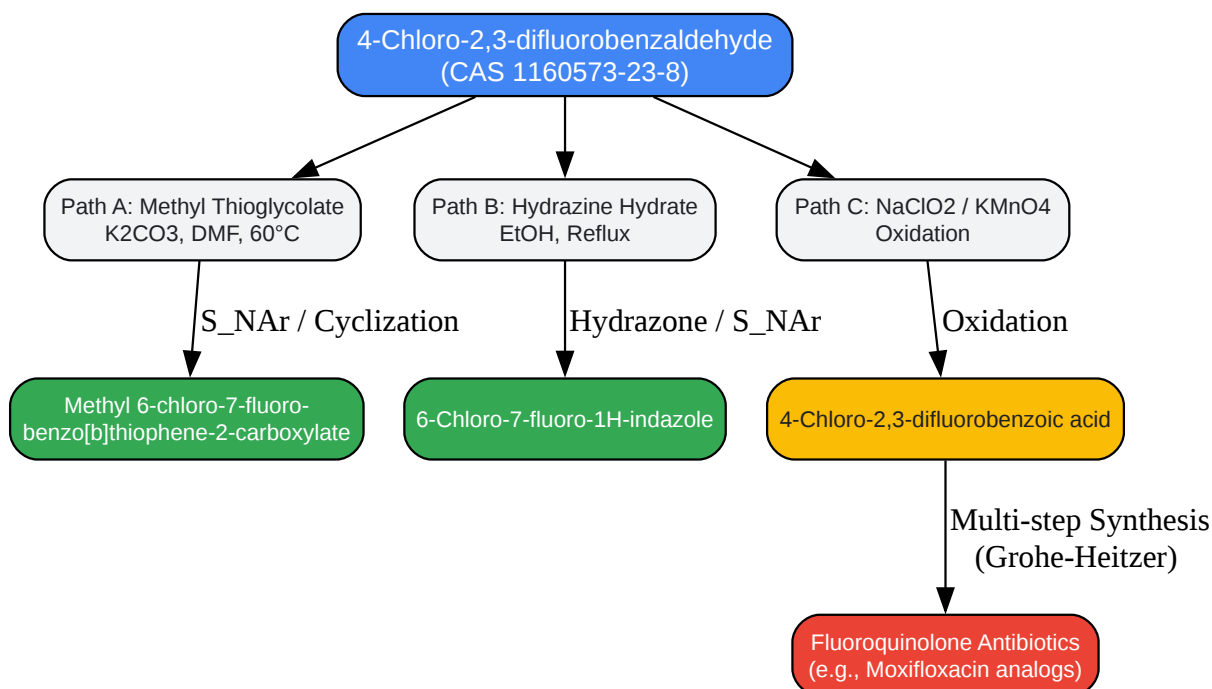 4-Chloro-2,3-difluorobenzaldehyde
(CAS 1160573-23-8)
Path A: Methyl Thioglycolate
K2CO3, DMF, 60°C
Path B: Hydrazine Hydrate
EtOH, Reflux
Path C: NaClO2 / KMnO4
Oxidation
S_NAr / Cyclization
Hydrazone / S_NAr
Oxidation
Methyl 6-chloro-7-fluoro-
benzo[b]thiophene-2-carboxylate
6-Chloro-7-fluoro-1H-indazole
4-Chloro-2,3-difluorobenzoic acid
Multi-step Synthesis
(Grohe-Heitzer)
Fluoroquinolone Antibiotics
(e.g., Moxifloxacin analogs)